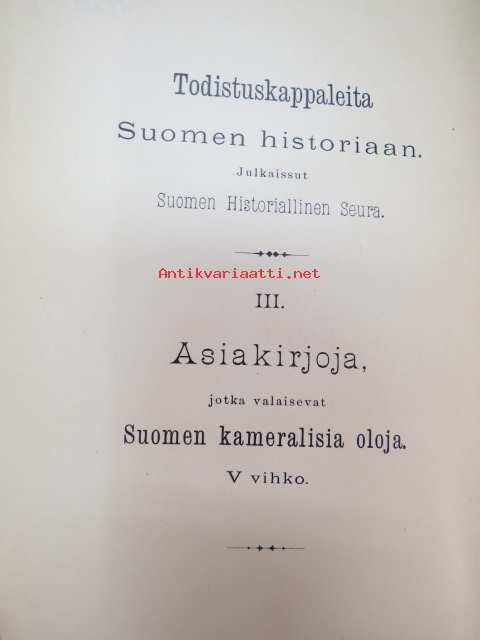 Todistuskappaleita
Suomen historiaan.
Julkaissut
Suomen Historiallinen Seura.
Antikvariaatti.net
III.
Asiakirjoja,
jotka valaisevat
Suomen kameralisia oloja.
V vihko.